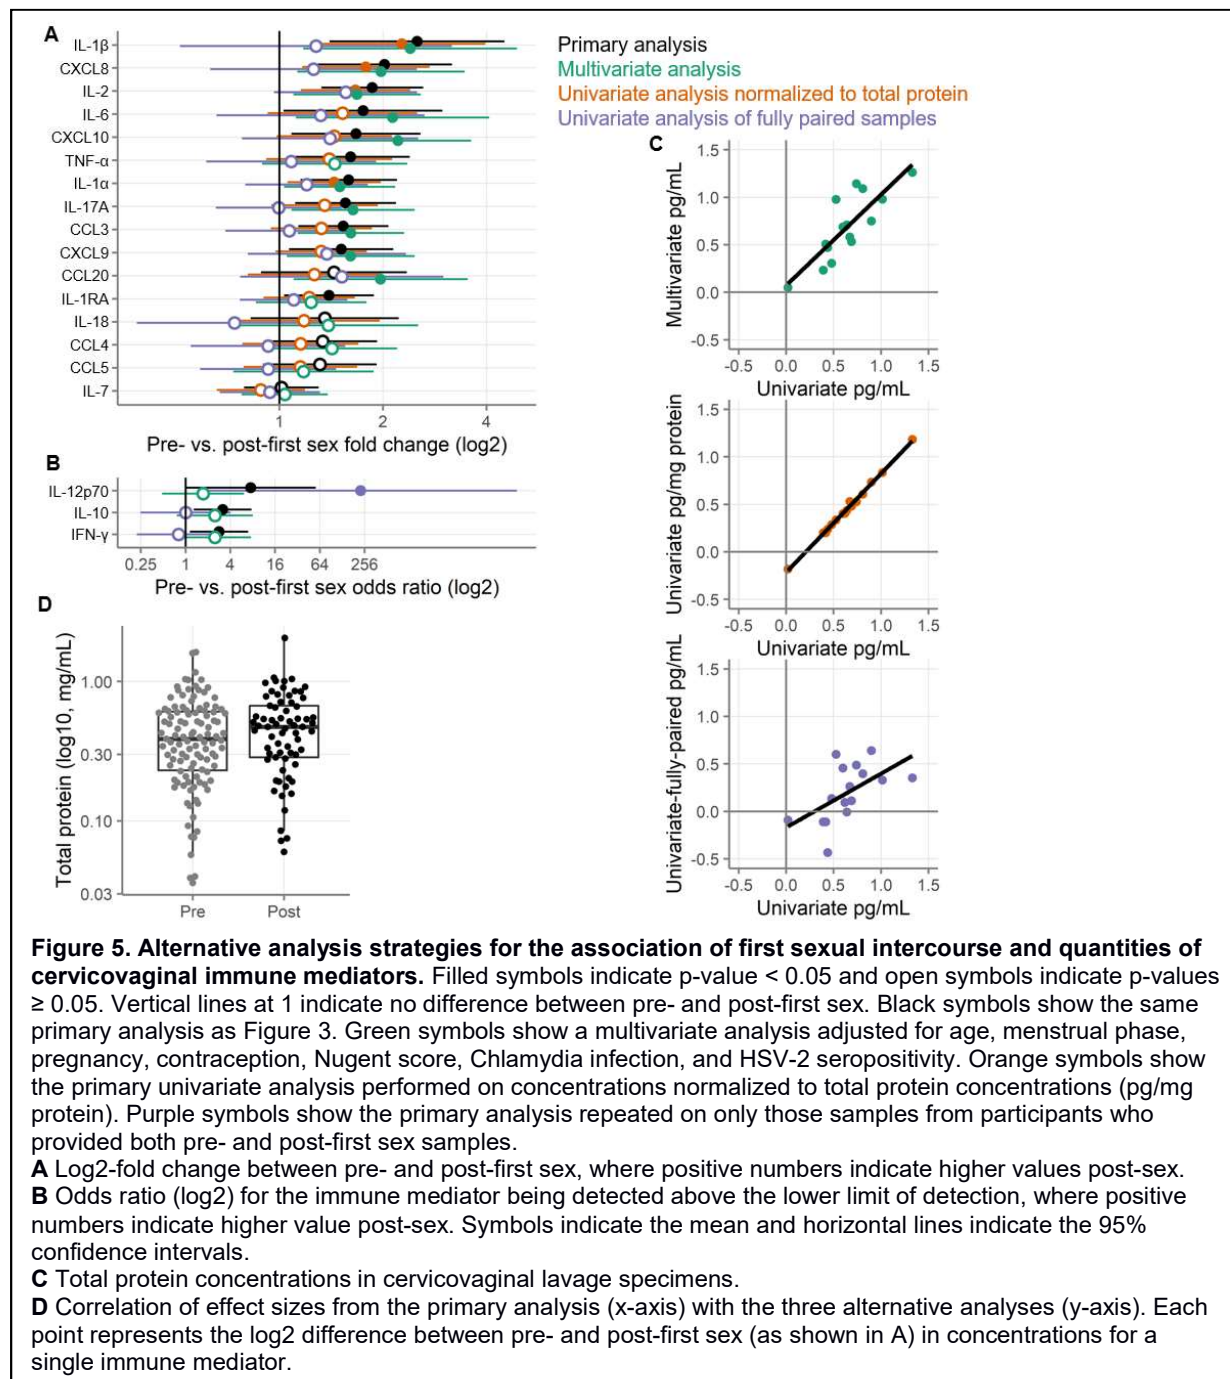 A
IL-1β
CXCL8
IL-2
IL-6
CXCL10
TNF-α
IL-1α
IL-17A
CCL3
CXCL9
CCL20
IL-1RA
IL-18
CCL4
CCL5
IL-7
1
2
4
Pre- vs. post-first sex fold change (log2)
Primary analysis
Multivariate analysis
Univariate analysis normalized to total protein
Univariate analysis of fully paired samples
B
IL-12p70
IL-10
IFN-γ
0.25
1
4
16
64
256
Pre- vs. post-first sex odds ratio (log2)
C
Multivariate pg/mL
1.5
1.0
0.5
0.0
-0.5
-0.5
0.0
0.5
1.0
1.5
Univariate pg/mL
Univariate pg/mg protein
1.5
1.0
0.5
0.0
-0.5
-0.5
0.0
0.5
1.0
1.5
Univariate pg/mL
Univariate-fully-paired pg/mL
1.5
1.0
0.5
0.0
-0.5
-0.5
0.0
0.5
1.0
1.5
Univariate pg/mL
D
Total protein (log10, mg/mL)
1.00
0.30
0.10
0.03
Pre
Post
Figure 5. Alternative analysis strategies for the association of first sexual intercourse and quantities of
cervicovaginal immune mediators. Filled symbols indicate p-value < 0.05 and open symbols indicate p-values
≥ 0.05. Vertical lines at 1 indicate no difference between pre- and post-first sex. Black symbols show the same
primary analysis as Figure 3. Green symbols show a multivariate analysis adjusted for age, menstrual phase,
pregnancy, contraception, Nugent score, Chlamydia infection, and HSV-2 seropositivity. Orange symbols show
the primary univariate analysis performed on concentrations normalized to total protein concentrations (pg/mg
protein). Purple symbols show the primary analysis repeated on only those samples from participants who
provided both pre- and post-first sex samples.
A Log2-fold change between pre- and post-first sex, where positive numbers indicate higher values post-sex.
B Odds ratio (log2) for the immune mediator being detected above the lower limit of detection, where positive
numbers indicate higher value post-sex. Symbols indicate the mean and horizontal lines indicate the 95%
confidence intervals.
C Total protein concentrations in cervicovaginal lavage specimens.
D Correlation of effect sizes from the primary analysis (x-axis) with the three alternative analyses (y-axis). Each
point represents the log2 difference between pre- and post-first sex (as shown in A) in concentrations for a
single immune mediator.